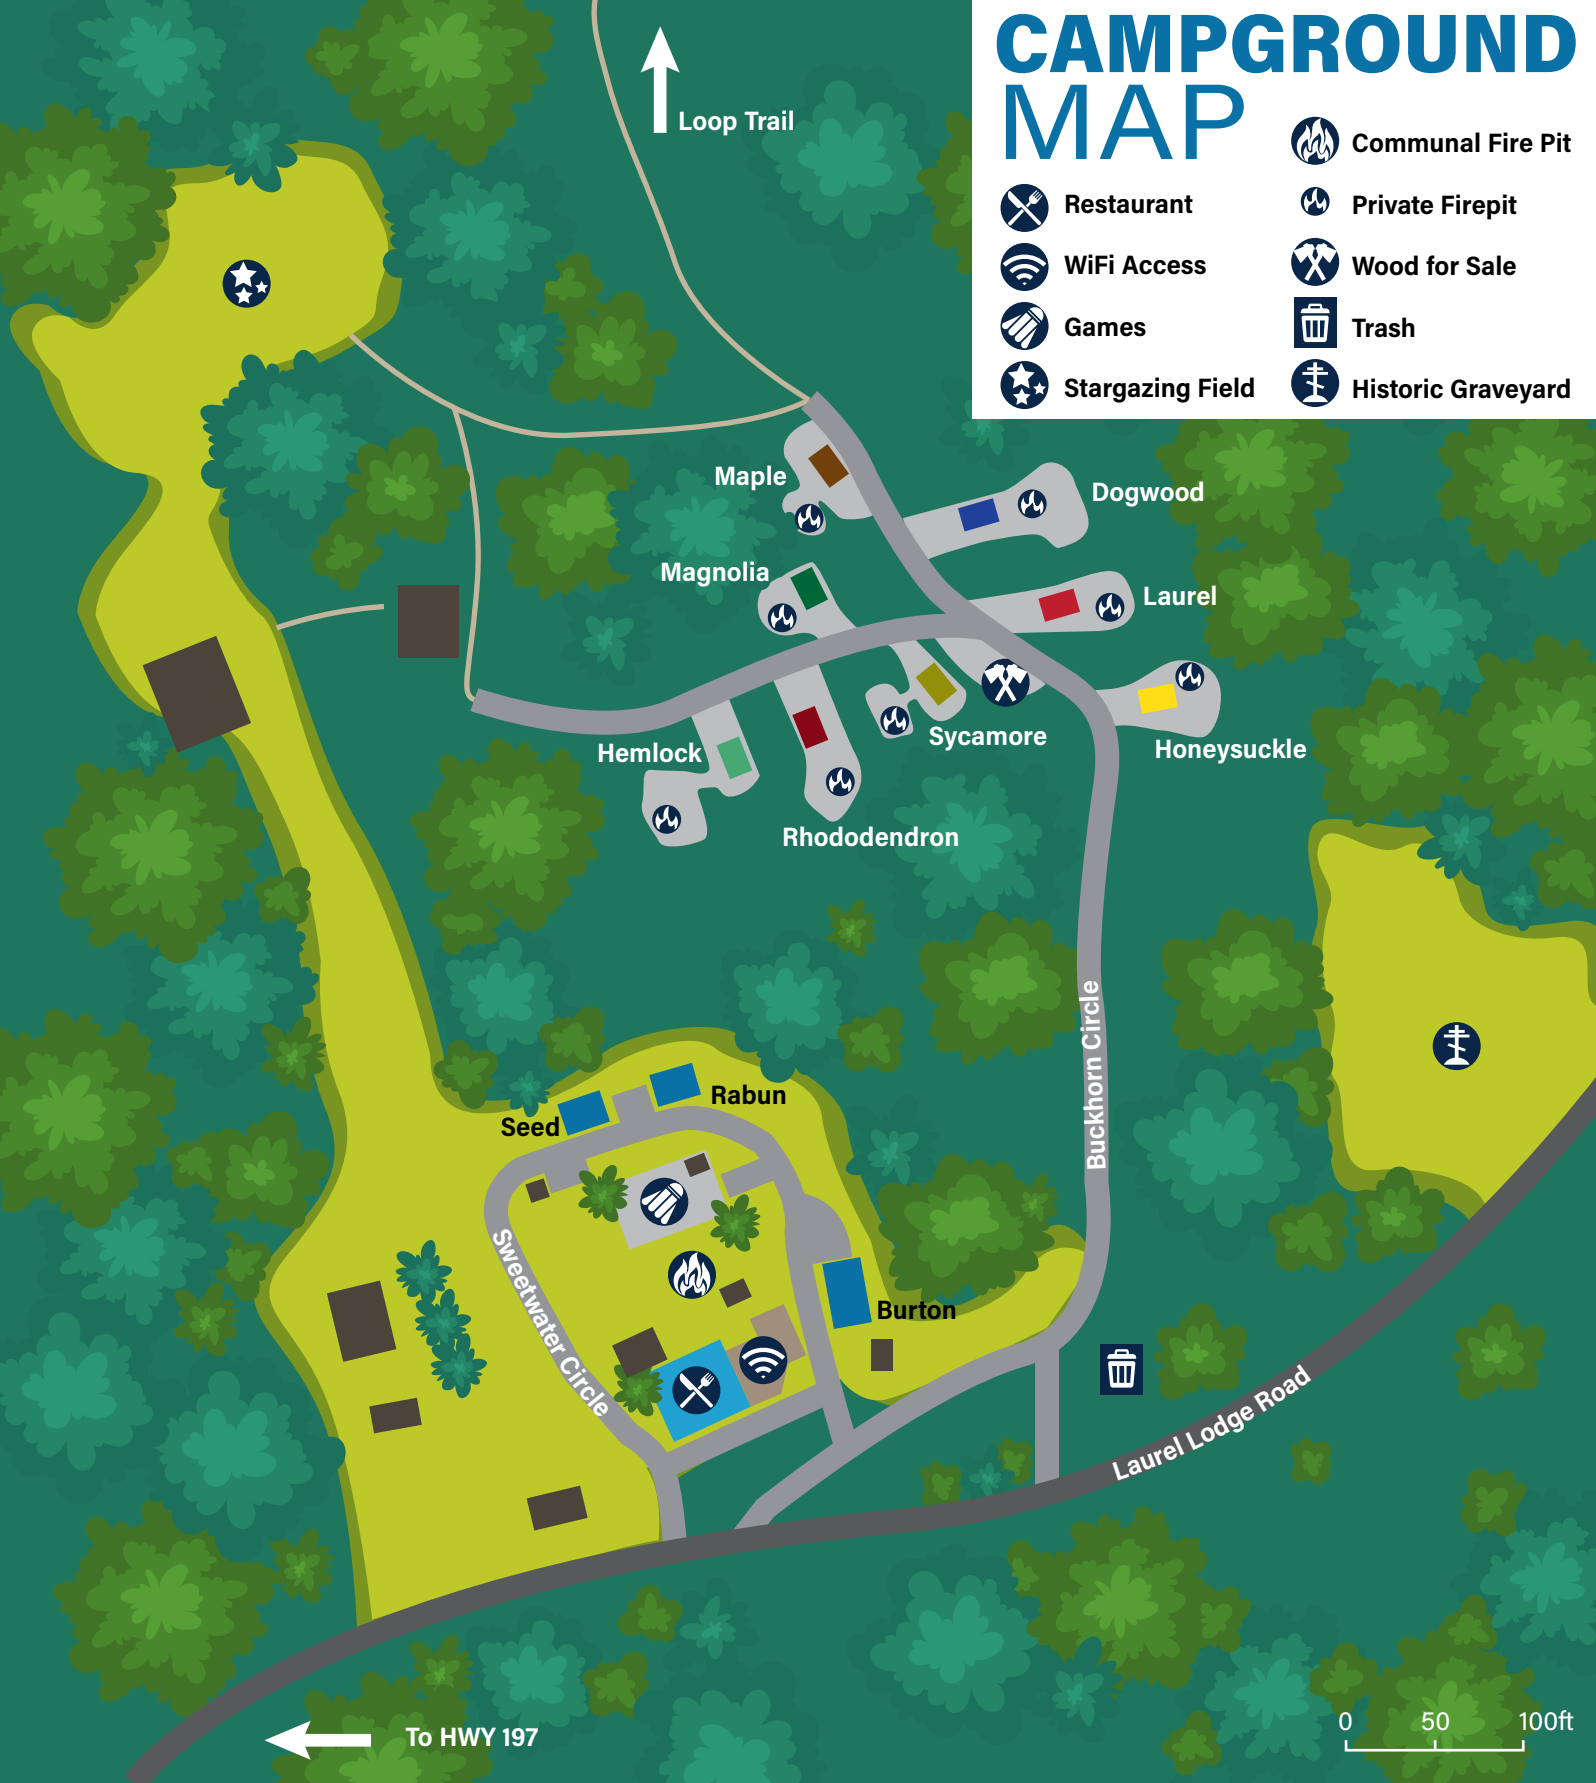 CAMPGROUND
MAP
Restaurant
WiFi Access
Games
Stargazing Field
Communal Fire Pit
Private Firepit
Wood for Sale
Trash
Historic Graveyard
Loop Trail
Maple
Dogwood
Magnolia
Laurel
Sycamore
Honeysuckle
Hemlock
Rhododendron
Buckhorn Circle
Rabun
Seed
Sweetwater Circle
Burton
Laurel Lodge Road
To HWY 197
0 50 100ft